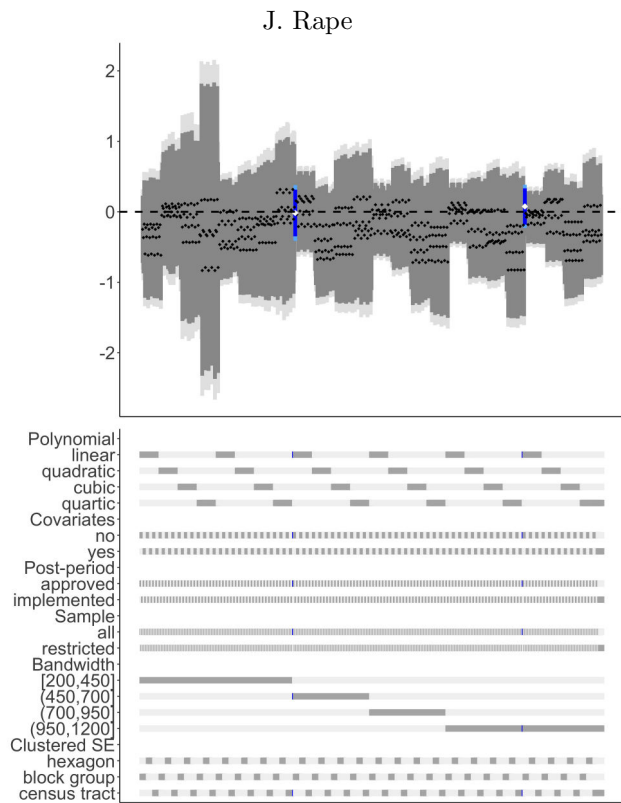 J. Rape
2
1
0
-1
-2
Polynomial
linear
quadratic
cubic
quartic
Covariates
no
yes
Post-period
approved
implemented
Sample
all
restricted
Bandwidth
[200,450]
(450,700]
(700,950]
(950,1200]
Clustered SE
hexagon
block group
census tract